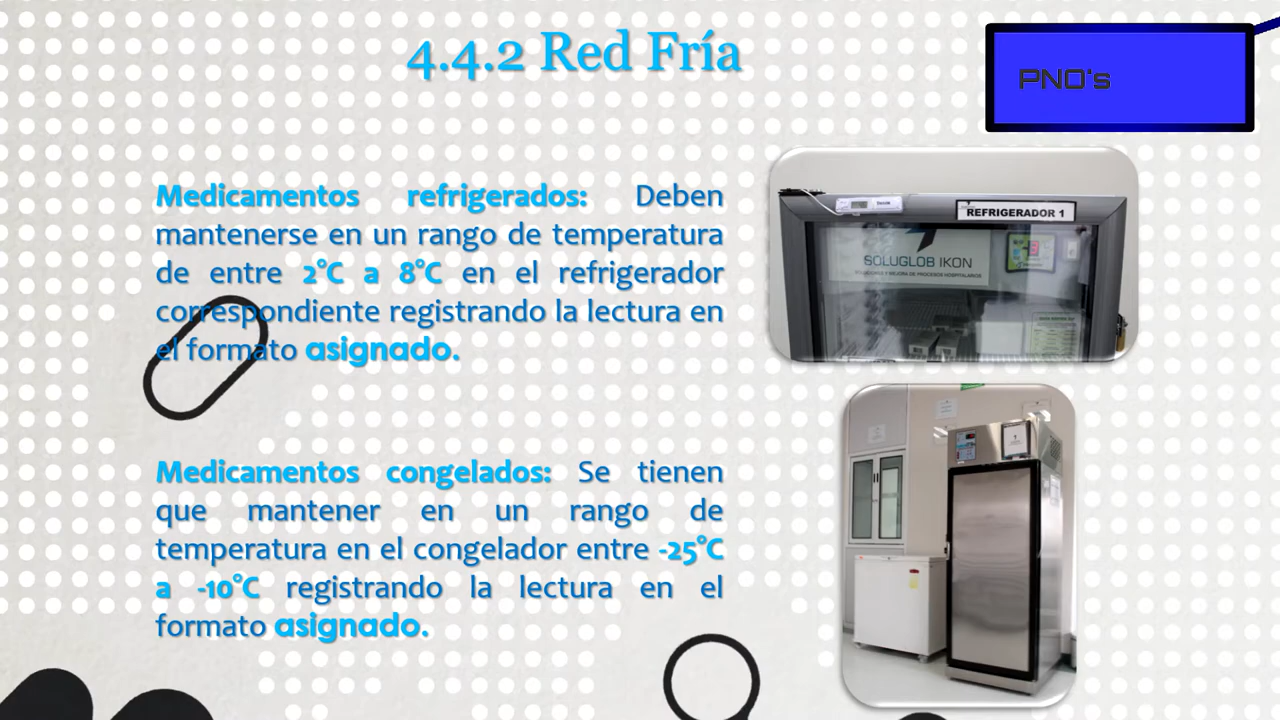 4.4.2 Red Fría
PNO's
Medicamentos refrigerados: Deben
mantenerse en un rango de temperatura
de entre 2°C a 8°C en el refrigerador
correspondiente registrando la lectura en
el formato asignado.
REFRIGERADOR 1
SOLUGLOB IKON
Medicamentos congelados: Se tienen
que mantener en un rango de
temperatura en el congelador entre -25°C
a -10°C registrando la lectura en el
formato asignado.